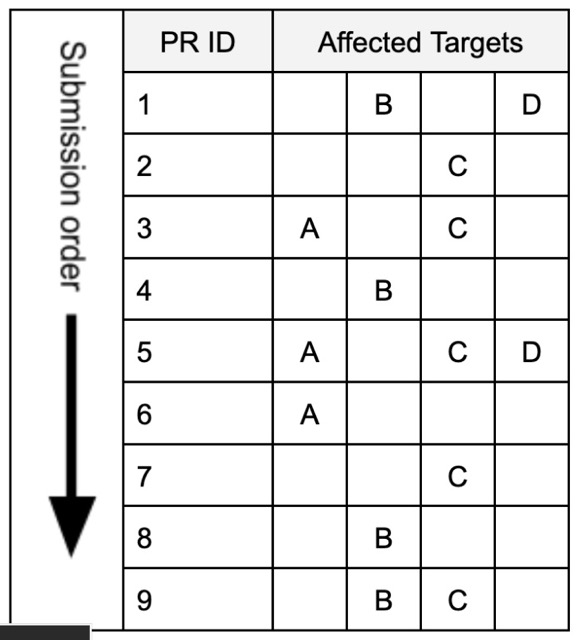 Submission order
PR ID Affected Targets
1 B D
2 C
3 A C
4 B
5 A C D
6 A
7 C
8 B
9 B C